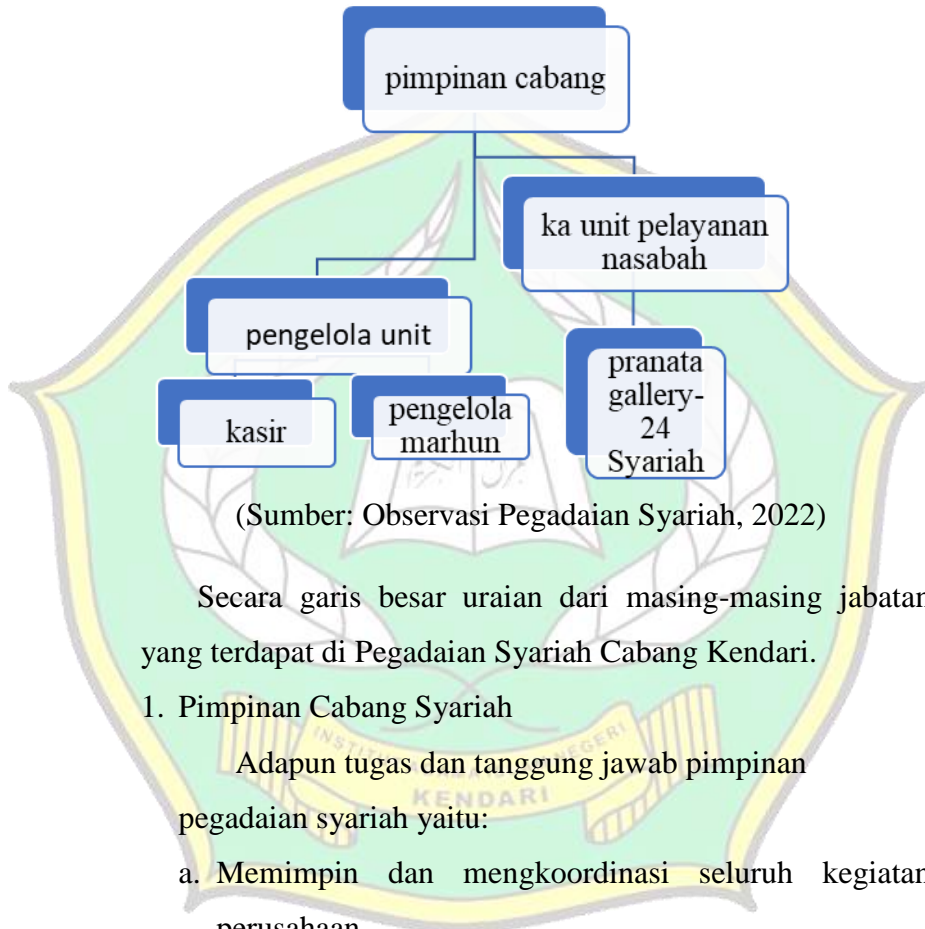 pimpinan cabang
ka unit pelayanan
nasabah
pengelola unit
kasir
pengelola
marhun
pranata
gallery-
24
Syariah
(Sumber: Observasi Pegadaian Syariah, 2022)
Secara garis besar uraian dari masing-masing jabatan
yang terdapat di Pegadaian Syariah Cabang Kendari.
1. Pimpinan Cabang Syariah
Adapun tugas dan tanggung jawab pimpinan
KENDARI
pegadaian syariah yaitu:
a. Memimpin dan mengkoordinasi seluruh kegiatan
perusahaan